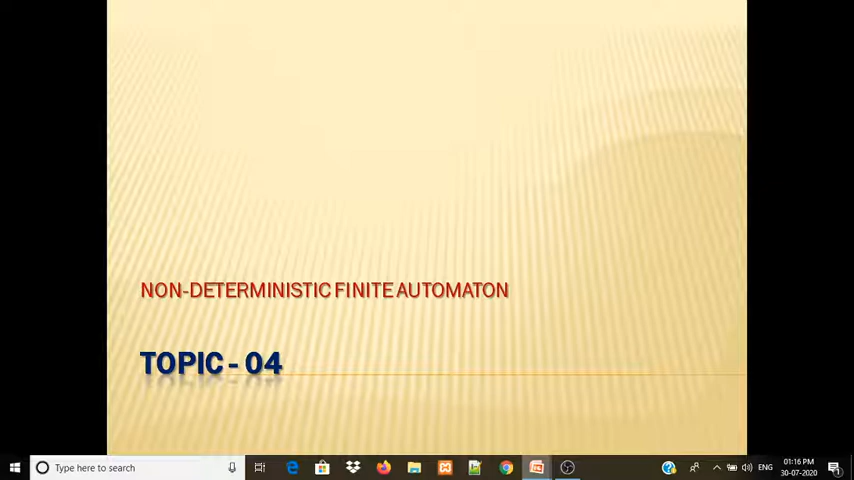 NON-DETERMINISTIC FINITE AUTOMATON
TOPIC - 04
Type here to search
ENG
01:16 PM
30-07-2020